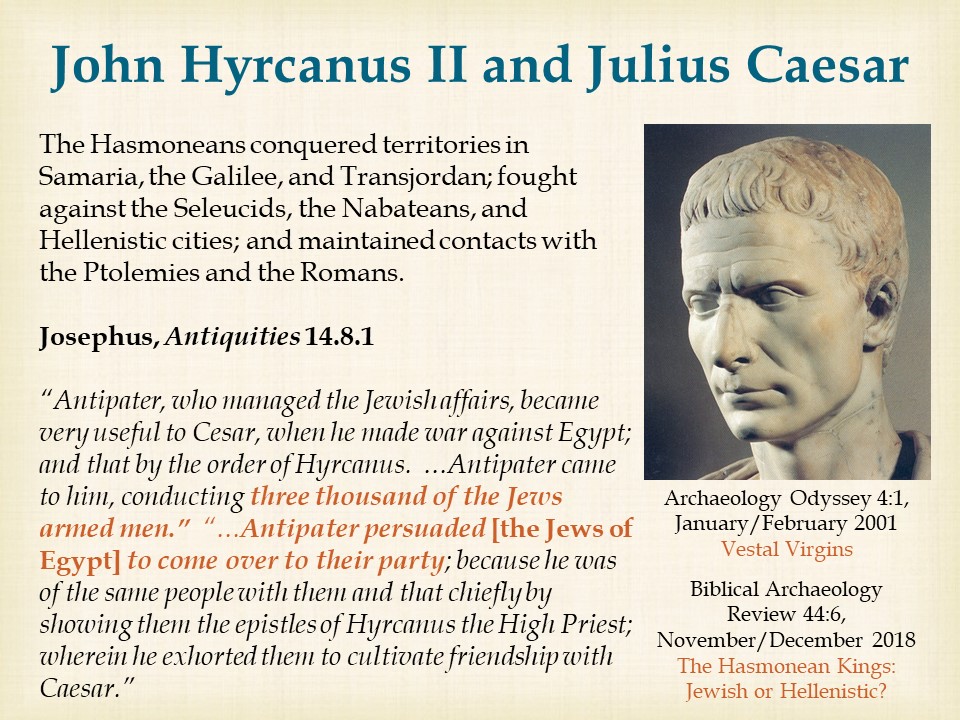 John Hyrcanus II and Julius Caesar
The Hasmoneans conquered territories in
Samaria, the Galilee, and Transjordan; fought
against the Seleucids, the Nabateans, and
Hellenistic cities; and maintained contacts with
the Ptolemies and the Romans.
Josephus, Antiquities 14.8.1
“Antipater, who managed the Jewish affairs, became
very useful to Cesar, when he made war against Egypt;
and that by the order of Hyrcanus.  …Antipater came
to him, conducting three thousand of the Jews
armed men.”  “…Antipater persuaded [the Jews of
Egypt] to come over to their party; because he was
of the same people with them and that chiefly by
showing them the epistles of Hyrcanus the High Priest;
wherein he exhorted them to cultivate friendship with
Caesar.”
Archaeology Odyssey 4:1,
January/February 2001
Vestal Virgins
Biblical Archaeology
Review 44:6,
November/December 2018
The Hasmonean Kings:
Jewish or Hellenistic?